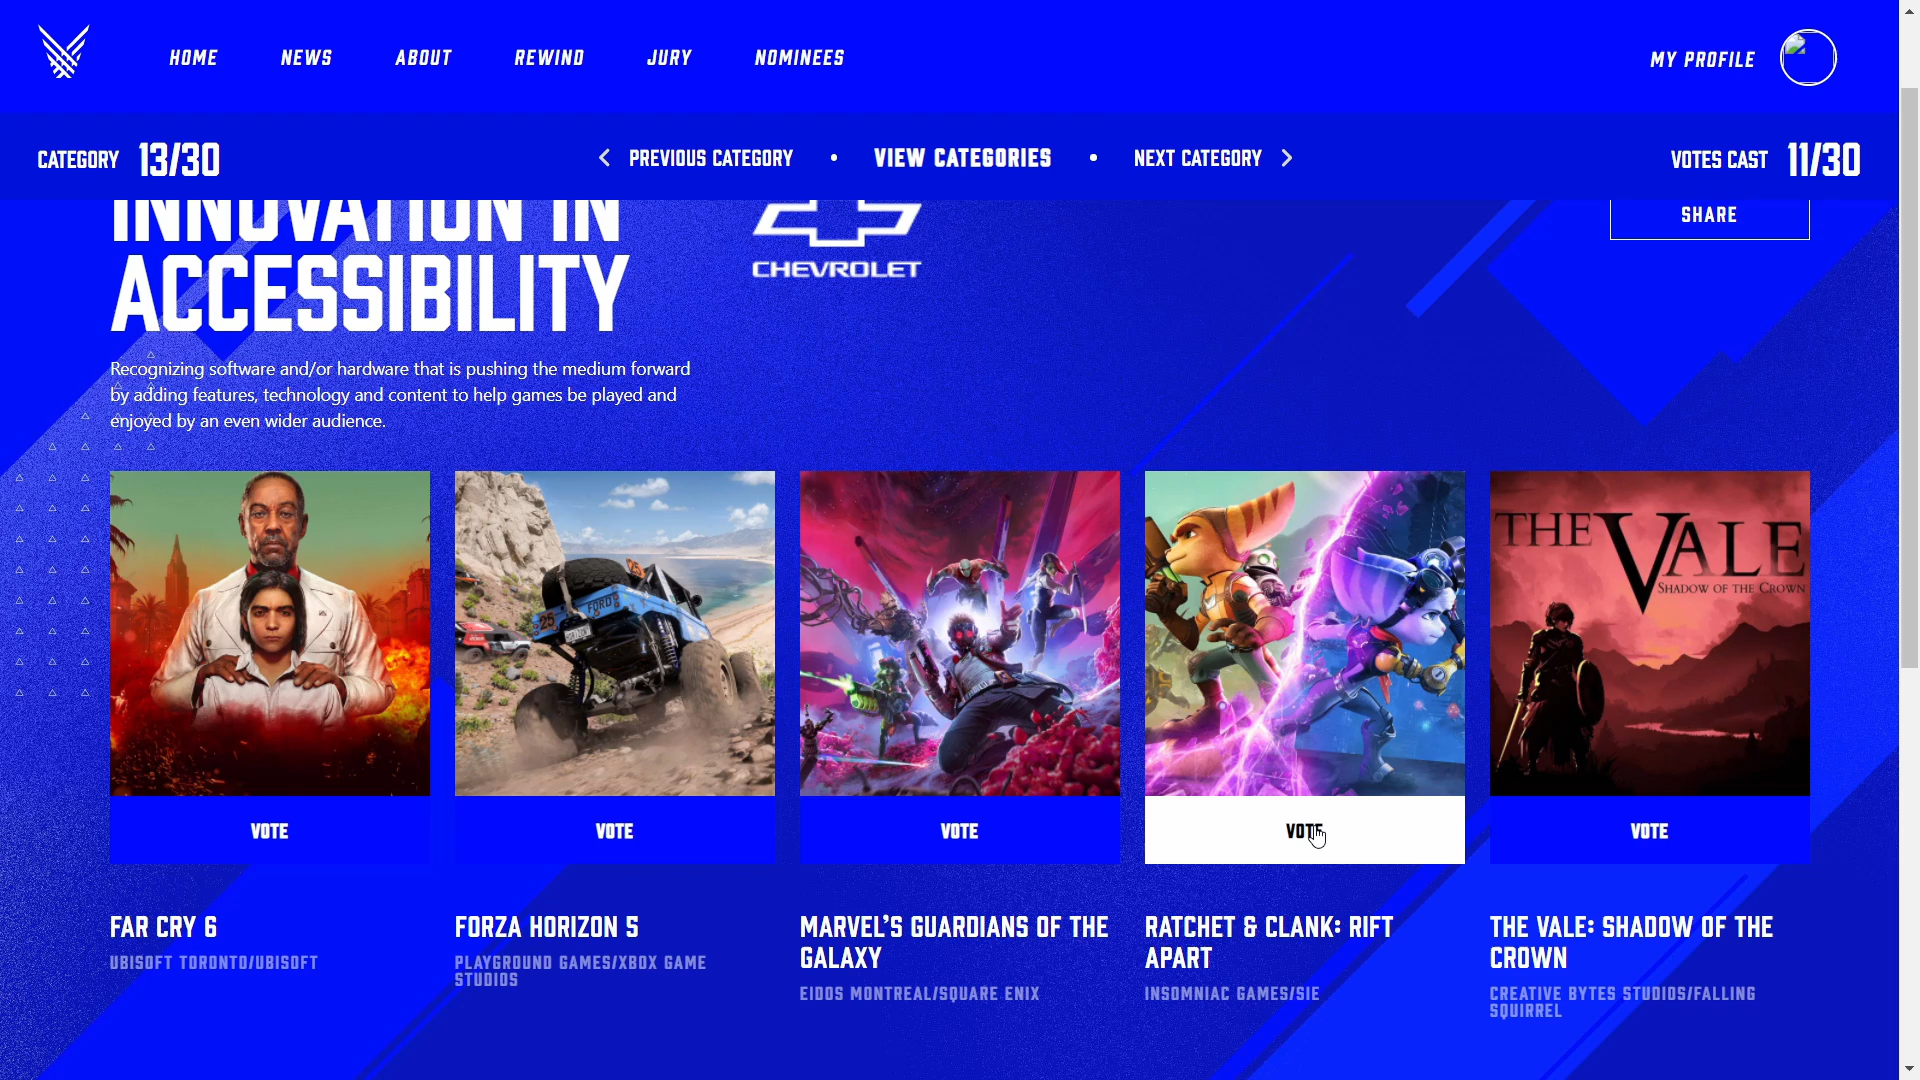 HOME NEWS ABOUT REWIND JURY NOMINEES MY PROFILE
CATEGORY 13/30 PREVIOUS CATEGORY • VIEW CATEGORIES • NEXT CATEGORY VOTES CAST 11/30
INNOVATION IN
ACCESSIBILITY
CHEVROLET
SHARE
Recognizing software and/or hardware that is pushing the medium forward
by adding features, technology and content to help games be played and
enjoyed by an even wider audience.
25
FORD
25
THE VALE
SHADOW OF THE CROWN
VOTE VOTE VOTE VOTE VOTE
FAR CRY 6
UBISOFT TORONTO/UBISOFT
FORZA HORIZON 5
PLAYGROUND GAMES/XBOX GAME
STUDIOS
MARVEL’S GUARDIANS OF THE
GALAXY
EIDOS MONTREAL/SQUARE ENIX
RATCHET & CLANK: RIFT
APART
INSOMNIAC GAMES/SIE
THE VALE: SHADOW OF THE
CROWN
CREATIVE BYTES STUDIOS/FALLING
SQUIRREL